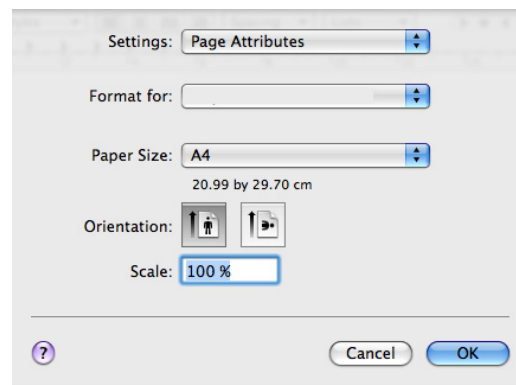 Settings: Page Attributes
Format for:
Paper Size: A4
20.99 by 29.70 cm
Orientation:
Scale: 100 %
? Cancel OK